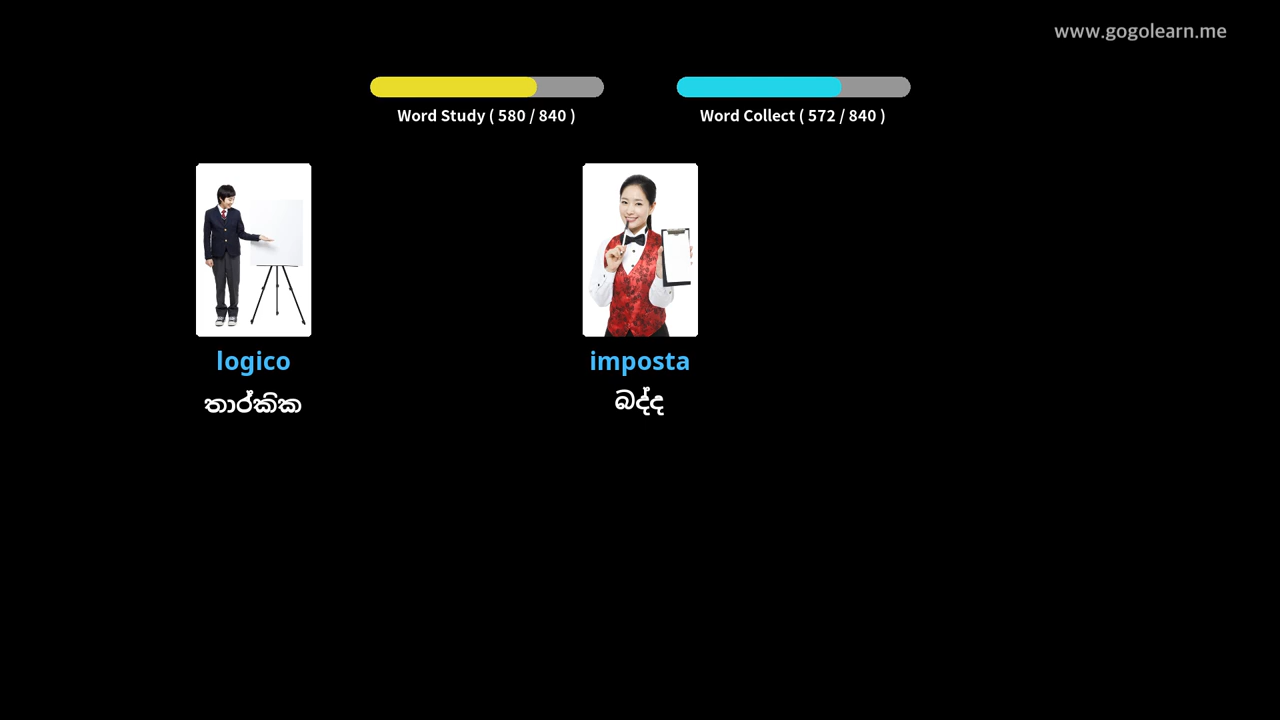 www.gogolearn.me
Word Study ( 580 / 840 )
Word Collect ( 572 / 840 )
logico
imposta
තාර්කික
බද්ද